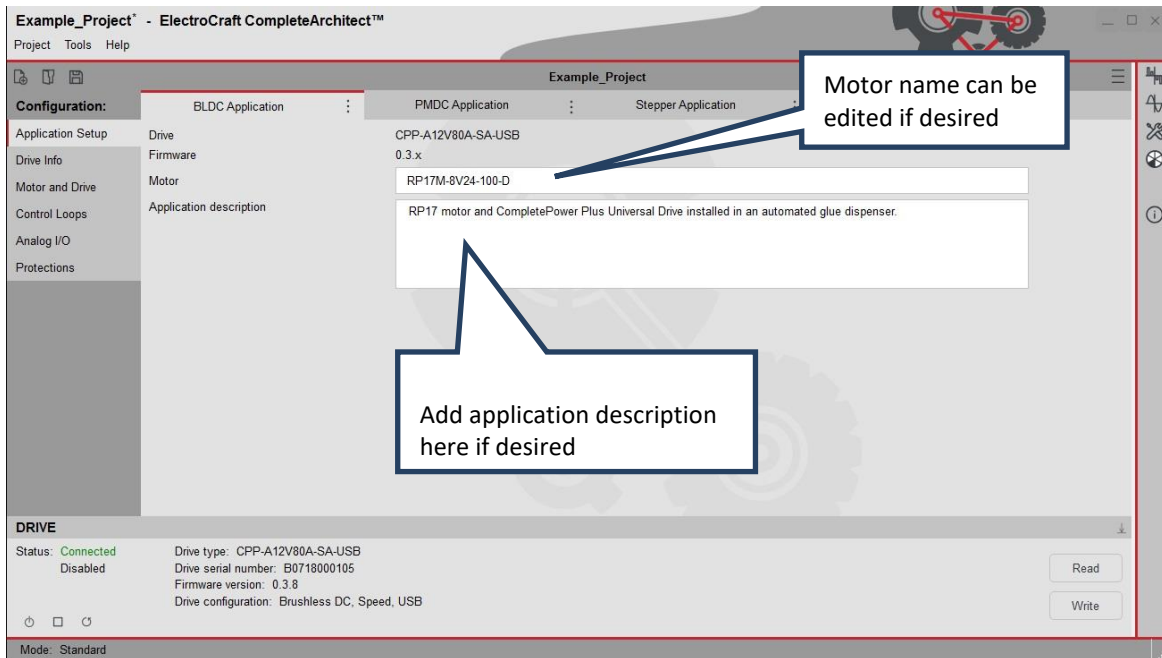 Example_Project* - ElectroCraft CompleteArchitect™
Project Tools Help
Example_Project
Motor name can be
edited if desired
Configuration:
BLDC Application
PMDC Application
Stepper Application
Application Setup
Drive Info
Motor and Drive
Control Loops
Analog I/O
Protections
Drive
CPP-A12V80A-SA-USB
Firmware
0.3.x
Motor
RP17M-8V24-100-D
Application description
RP17 motor and CompletePower Plus Universal Drive installed in an automated glue dispenser.
Add application description
here if desired
DRIVE
Status: Connected
Disabled
Drive type: CPP-A12V80A-SA-USB
Drive serial number: B0718000105
Firmware version: 0.3.8
Drive configuration: Brushless DC, Speed, USB
Read
Write
Mode: Standard